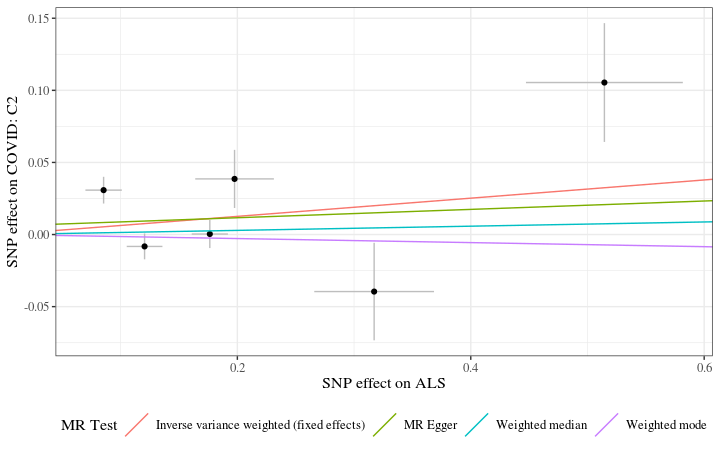 SNP effect on COVID: C2
0.15
0.10
0.05
0.00
-0.05
0.2
0.4
0.6
SNP effect on ALS
MR Test
Inverse variance weighted (fixed effects)
MR Egger
Weighted median
Weighted mode